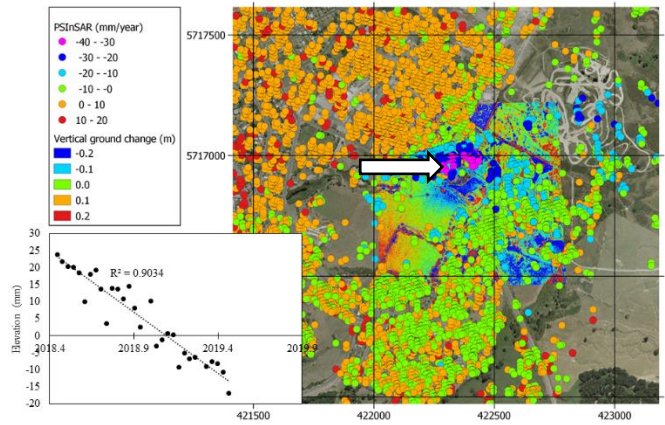 PSInSAR (mm/year)
-40 - -30
-30 - -20
-20 - -10
-10 - -0
0 - 10
10 - 20
Vertical ground change (m)
-0.2
-0.1
0.0
0.1
0.2
5717500
5717000
421500
422000
422500
423000
30
25
20
15
10
5
0
-5
-10
-15
-20
Elevation (mm)
R² = 0.9034
2018.4
2018.9
2019.4
2019.9